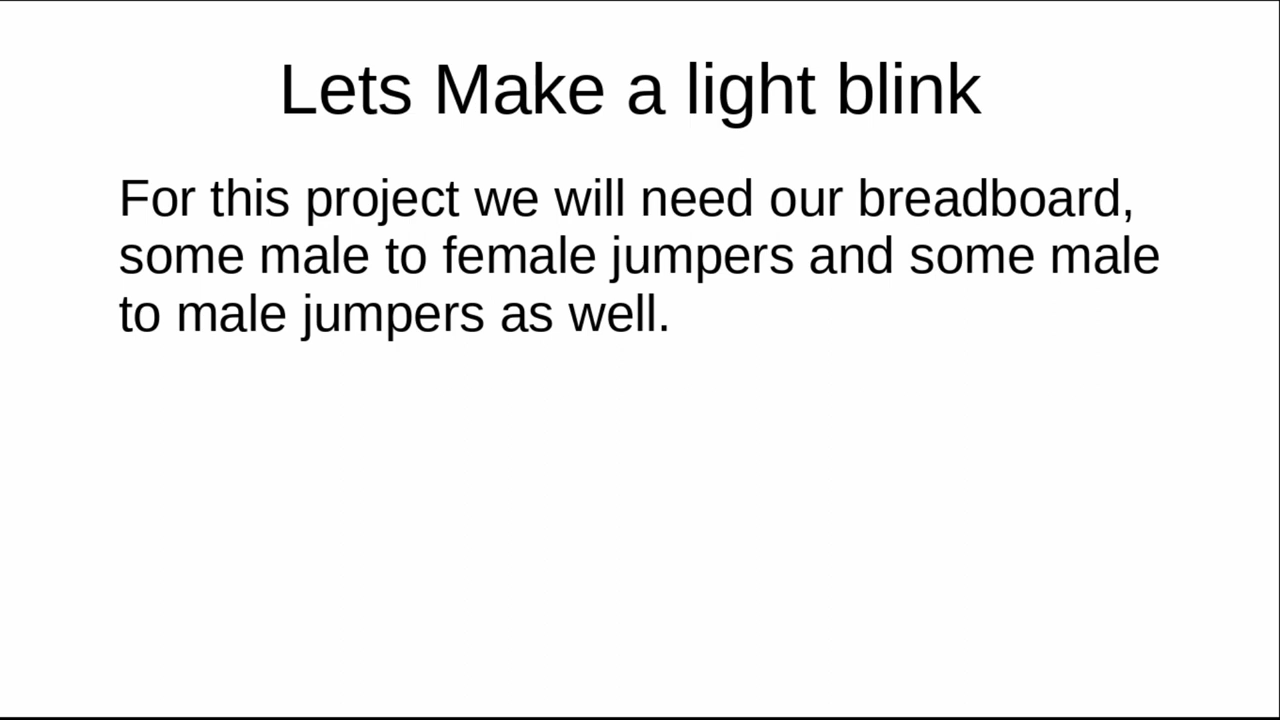 Lets Make a light blink
For this project we will need our breadboard,
some male to female jumpers and some male
to male jumpers as well.